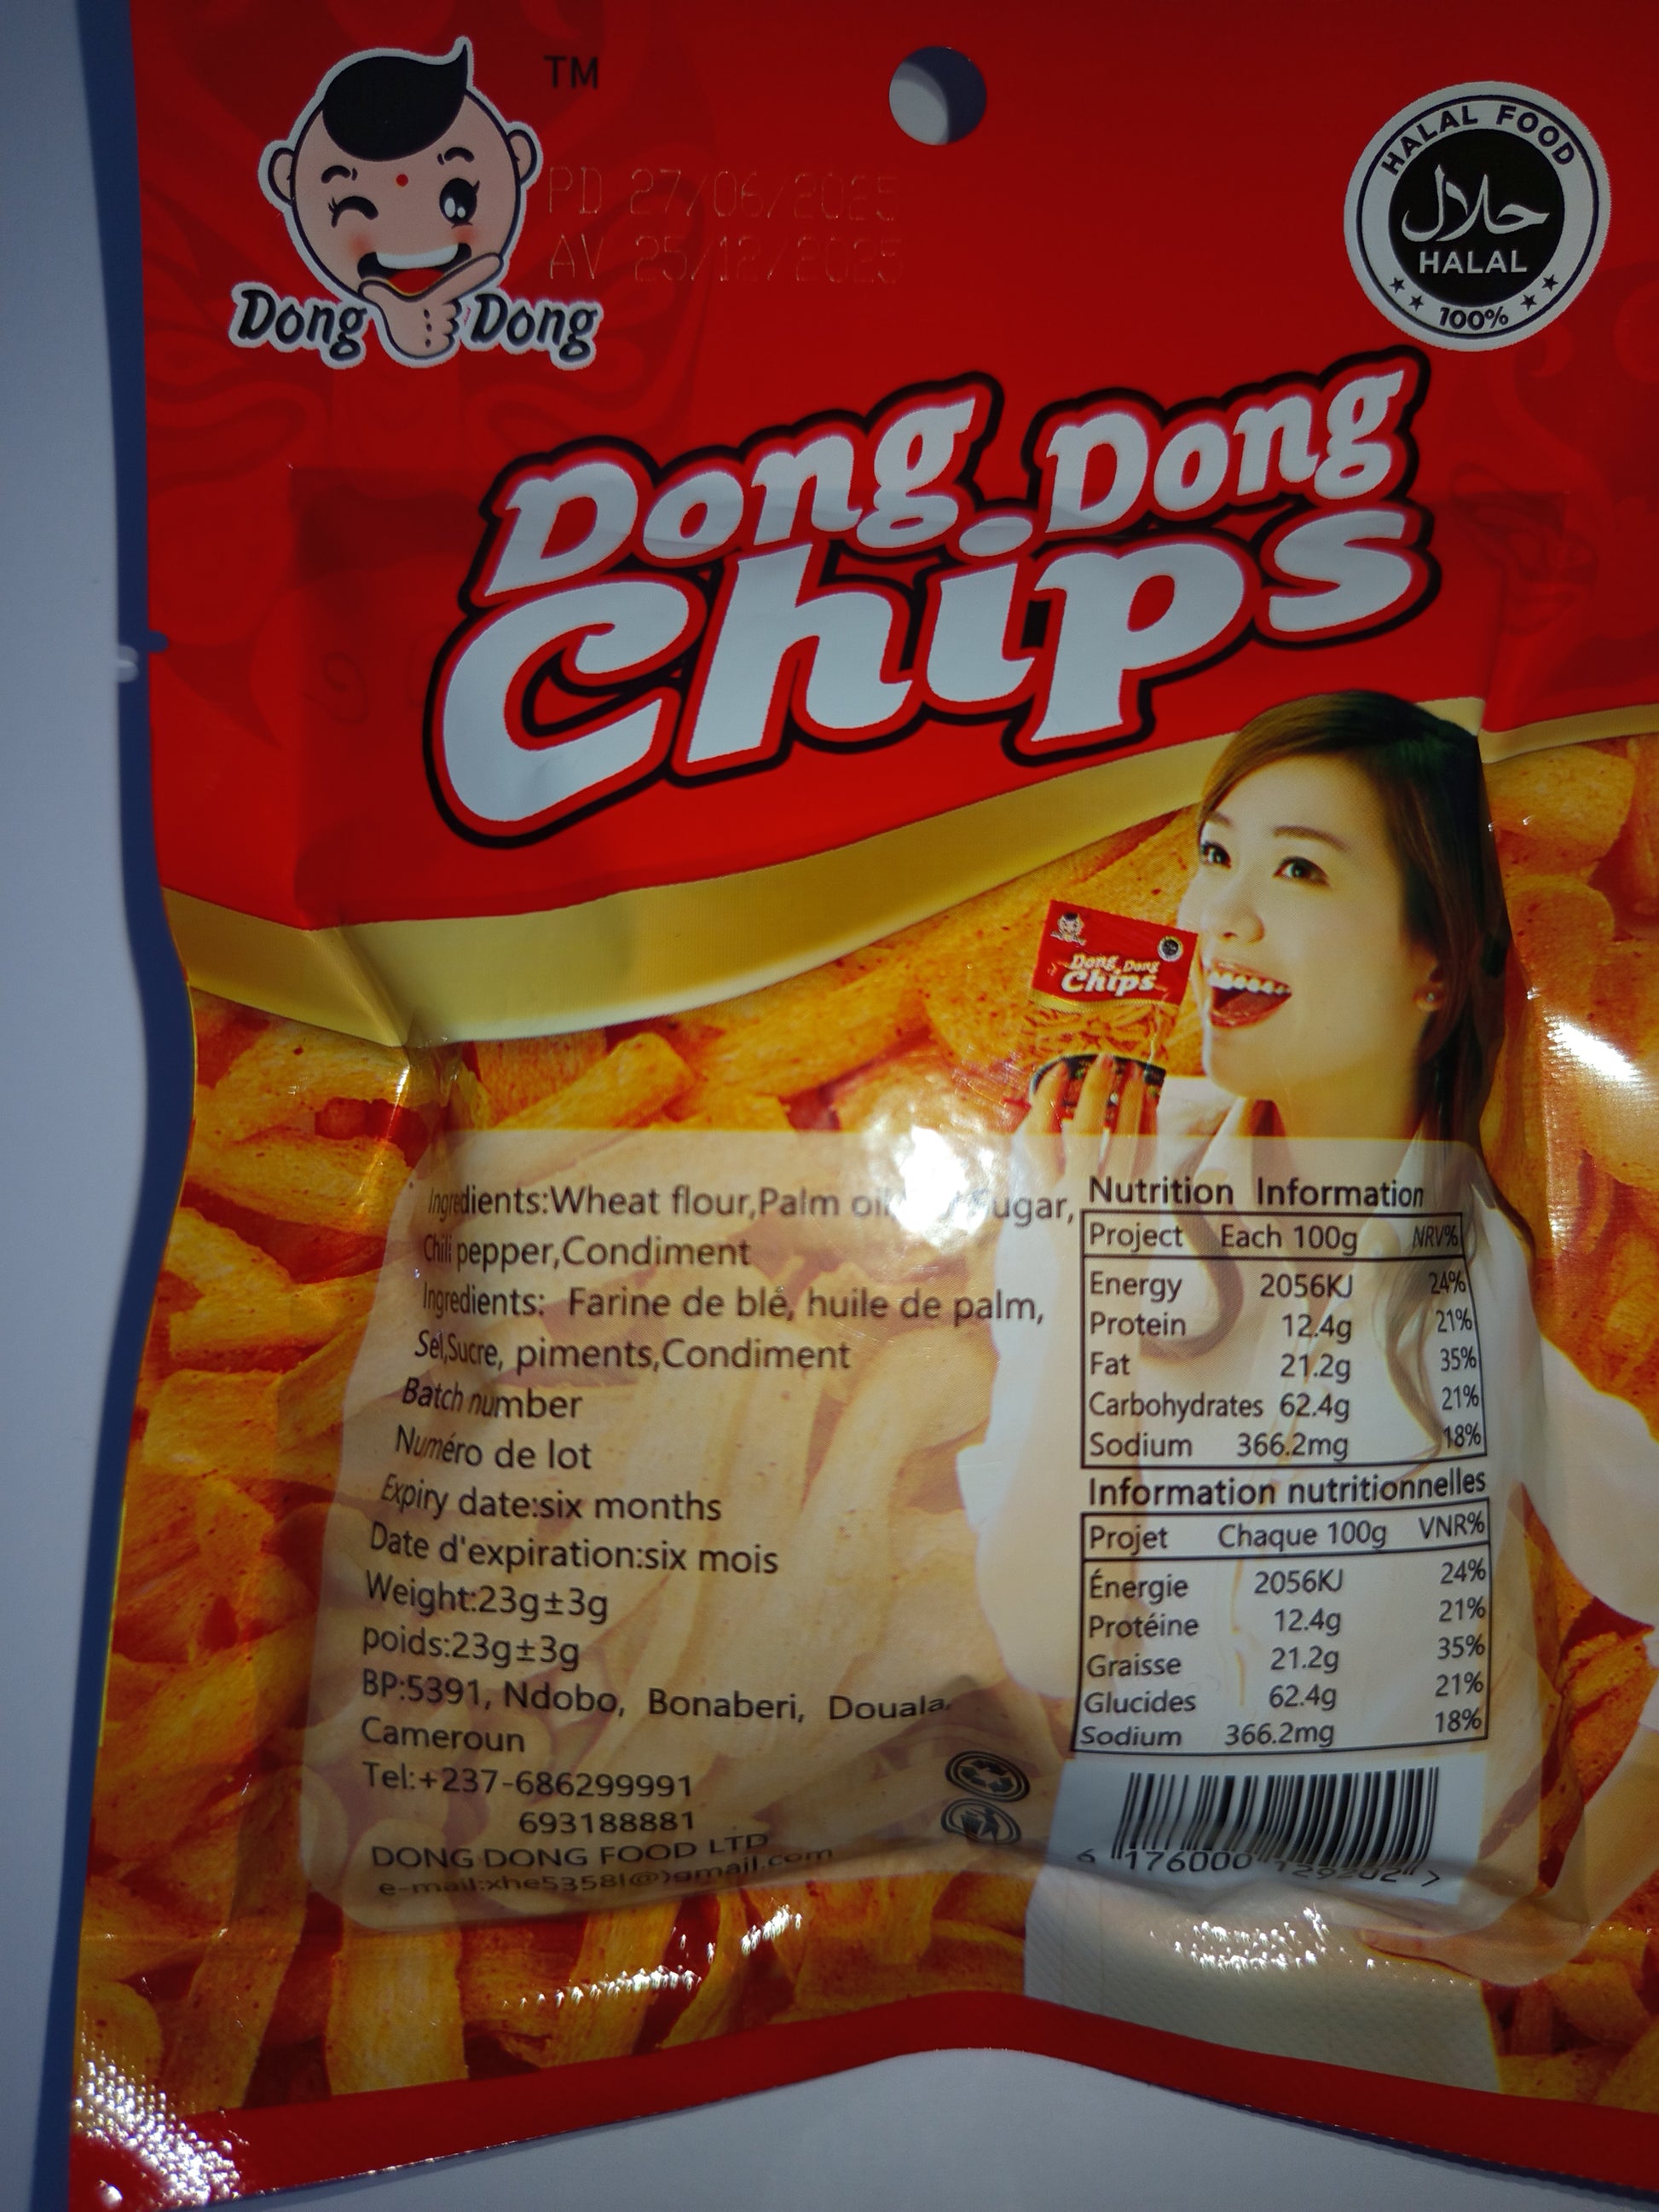 TM
Dong Dong
PD 27/06/2025
AV 25/12/2025
HALAL FOOD
حلال
HALAL
100%
Dong Dong
Chips
Dong Dong
Chips
Ingredients:Wheat flour,Palm oil ugar,
Chili pepper,Condiment
Ingredients: Farine de blé, huile de palm,
Sel,Sucre, piments,Condiment
Batch number
Numéro de lot
Expiry date:six months
Date d'expiration:six mois
Weight:23g±3g
poids:23g±3g
BP:5391, Ndobo, Bonaberi, Douala,
Cameroun
Tel:+237-686299991
693188881
DONG DONG FOOD LTD
Nutrition Information
Project Each 100g NRV%
Energy 2056KJ 24%
Protein 12.4g 21%
Fat 21.2g 35%
Carbohydrates 62.4g 21%
Sodium 366.2mg 18%
Information nutritionnelles
Projet Chaque 100g VNR%
Énergie 2056KJ 24%
Protéine 12.4g 21%
Graisse 21.2g 35%
Glucides 62.4g 21%
Sodium 366.2mg 18%
6 176000